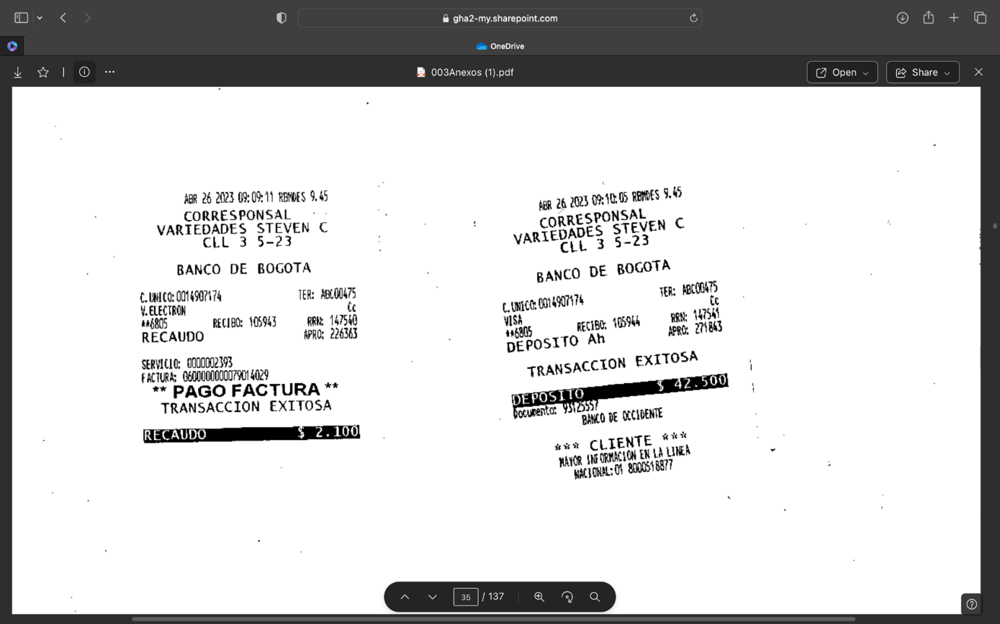 gha2-my.sharepoint.com
OneDrive
003Anexos (1).pdf
Open
Share
ABR 26 2023 09:09:11 RBMDES 9.45
CORRESPONSAL
VARIEDADES STEVEN C
CLL 3 5-23
BANCO DE BOGOTA
C.UNICO: 0014907174 TER: ABC00475
V.ELECTRON Cc
**6805 RECIBO: 105943 RRN: 147540
RECAUDO APRO: 226363
SERVICIO: 0000002393
FACTURA: 060000000079014029
** PAGO FACTURA **
TRANSACCION EXITOSA
RECAUDO $ 2.100
ABR 26 2023 09:10:05 RBMDES 9.45
CORRESPONSAL
VARIEDADES STEVEN C
CLL 3 5-23
BANCO DE BOGOTA
C.UNICO: 0014907174 TER: ABC00475
VISA Cc
**6805 RECIBO: 105944 RRN: 147541
DEPOSITO Ah APRO: 271843
TRANSACCION EXITOSA
DEPOSITO $ 42.500
Documento: 93125557
BANCO DE OCCIDENTE
*** CLIENTE ***
MAYOR INFORMACION EN LA LINEA
NACIONAL: 01 8000518877
35 / 137